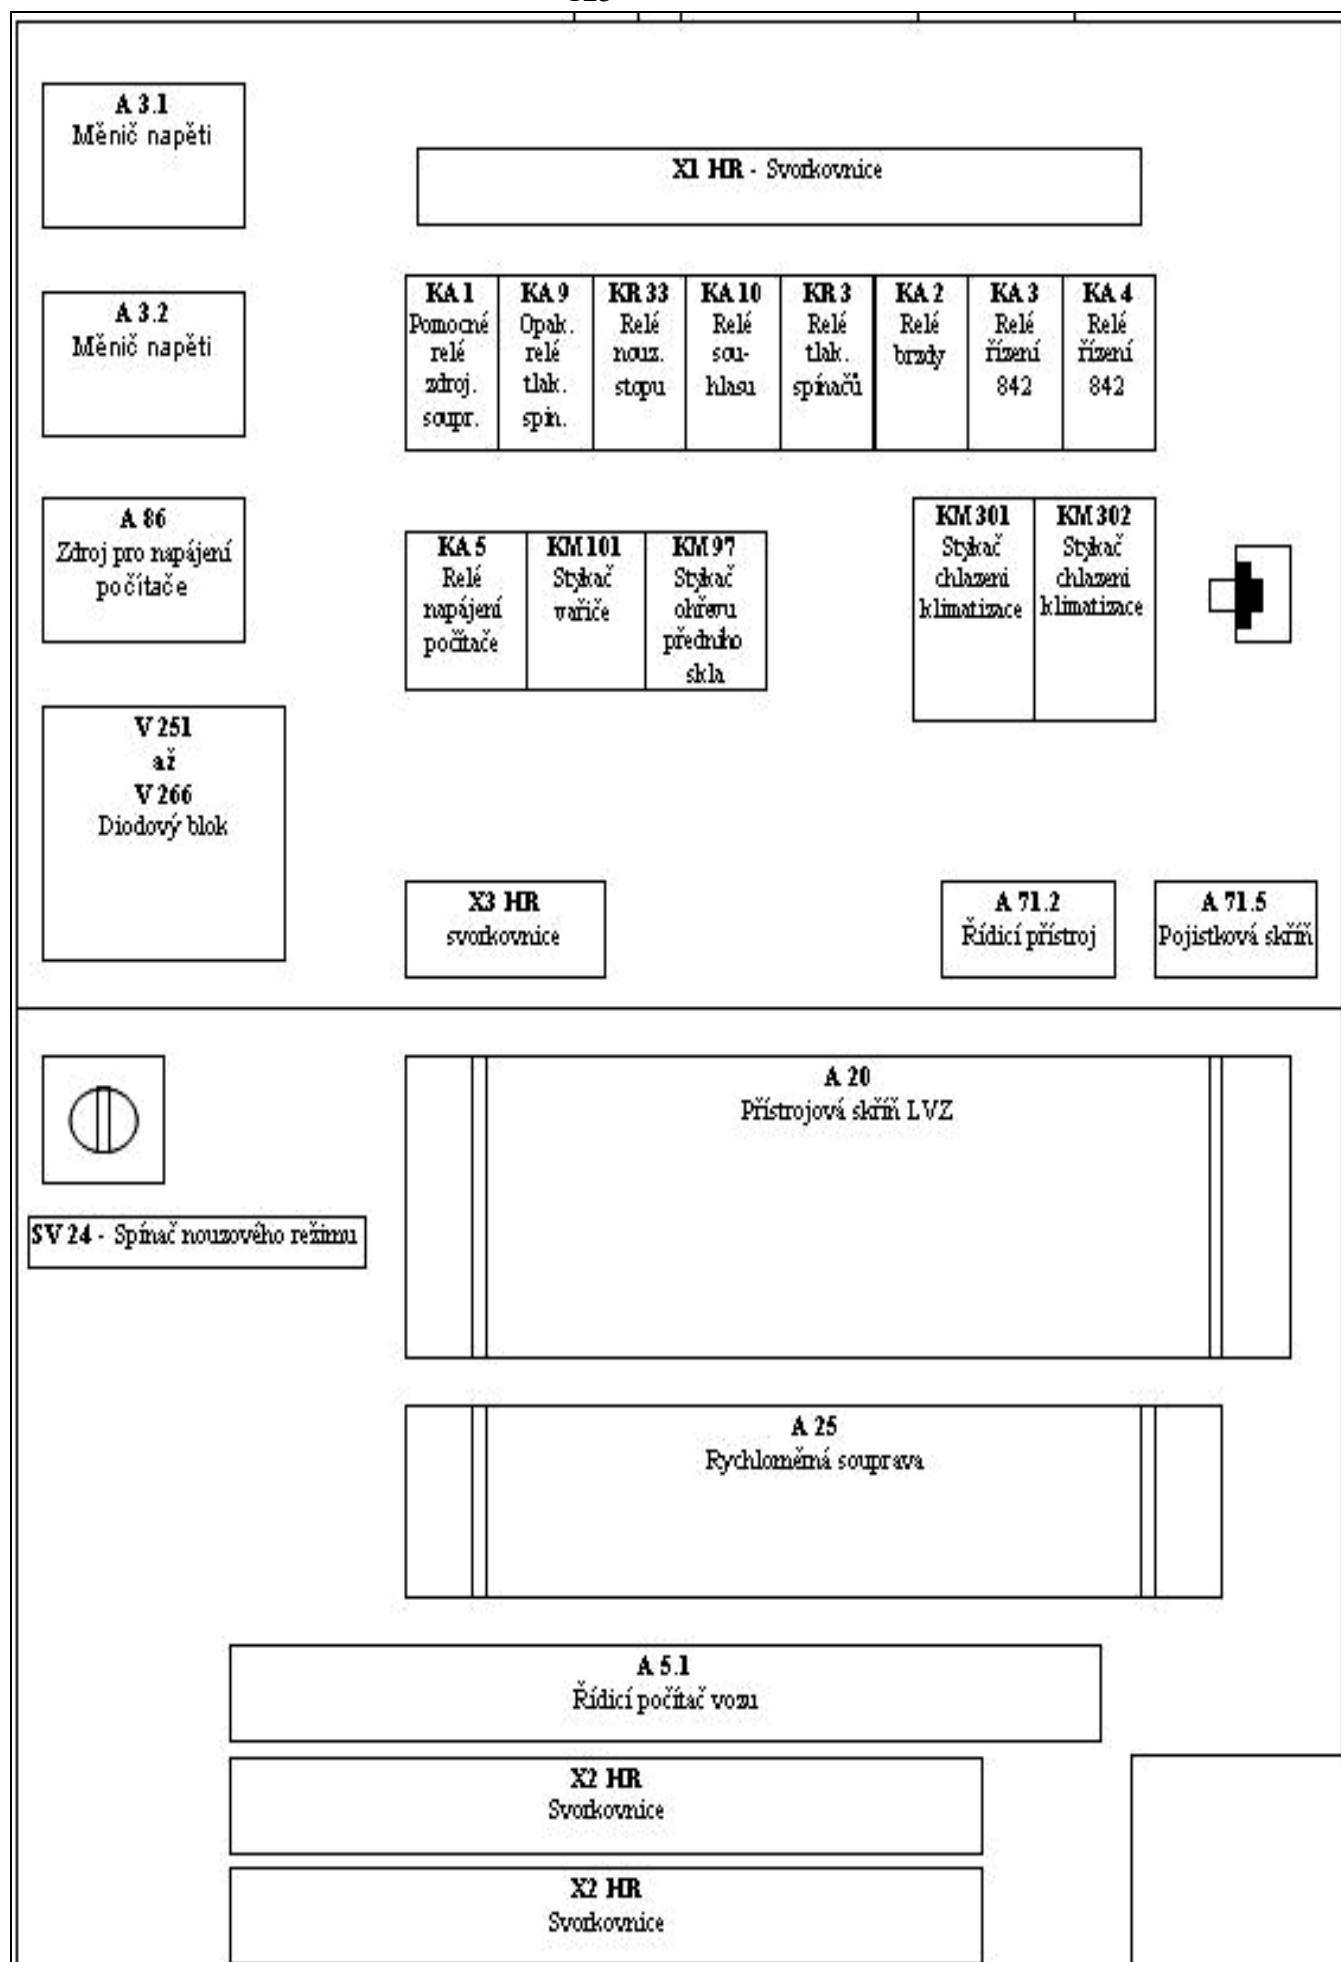 A 3.1
Měnič napěti
X1 HR - Svorkovnice
A 3.2
Měnič napěti
KA 1
Pomocné
relé
zdroj.
soupr.
KA 9
Opak.
relé
tlak.
spin.
KR 33
Relé
nouz.
stopu
KA 10
Relé
sou-
hlasu
KR 3
Relé
tlak.
spínačů
KA 2
Relé
brzdy
KA 3
Relé
řízení
842
KA 4
Relé
řízení
842
A 86
Zdroj pro napájení
počítače
KA 5
Relé
napájení
počítače
KM 101
Stykač
vařiče
KM 97
Stykač
ohřevu
předního
skla
KM 301
Stykač
chlazeni
klimatizace
KM 302
Stykač
chlazeni
klimatizace
V 251
až
V 266
Diodový blok
X3 HR
svorkovnice
A 71.2
Řídicí přístroj
A 71.5
Pojistková skříň
A 20
Přístrojová skříň LVZ
SV 24 - Spínač nouzového režimu
A 25
Rychloměrná souprava
A 5.1
Řídicí počítač vozu
X2 HR
Svorkovnice
X2 HR
Svorkovnice